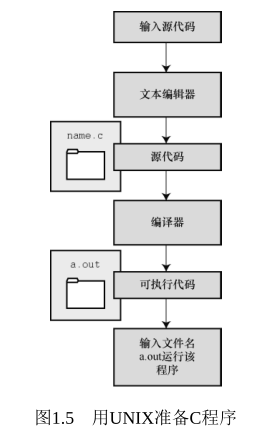 输入源代码
文本编辑器
name.c
源代码
编译器
a.out
可执行代码
输入文件名
a.out运行该
程序
图1.5 用UNIX准备C程序